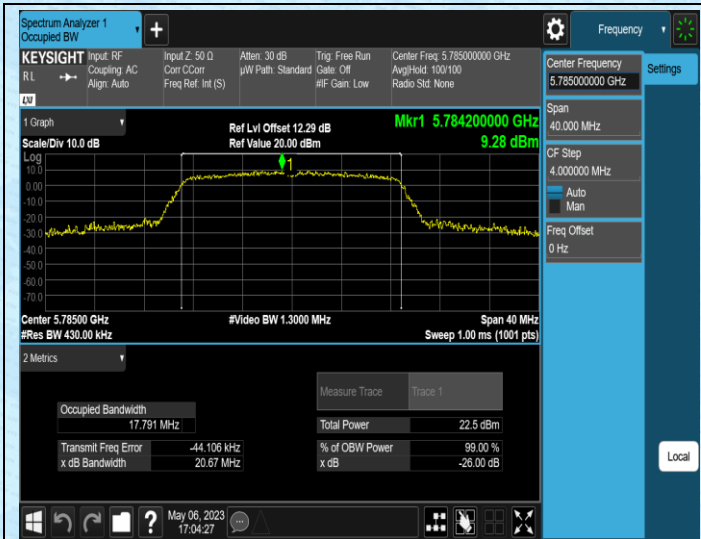 Spectrum Analyzer 1
Occupied BW
Frequency
KEYSIGHT Input: RF
RL Coupling: AC
Align: Auto
LXI
Input Z: 50 Ω
Corr CCorr
Freq Ref: Int (S)
Atten: 30 dB
µW Path: Standard
Trig: Free Run
Gate: Off
#IF Gain: Low
Center Freq: 5.785000000 GHz
Avg|Hold: 100/100
Radio Std: None
Center Frequency
5.785000000 GHz
Settings
Span
40.000 MHz
CF Step
4.000000 MHz
Auto
Man
Freq Offset
0 Hz
1 Graph
Scale/Div 10.0 dB
Ref Lvl Offset 12.29 dB
Ref Value 20.00 dBm
Mkr1 5.784200000 GHz
9.28 dBm
Log
10.0
0.00
-10.0
-20.0
-30.0
-40.0
-50.0
-60.0
-70.0
1
Center 5.78500 GHz
#Res BW 430.00 kHz
#Video BW 1.3000 MHz
Span 40 MHz
Sweep 1.00 ms (1001 pts)
2 Metrics
Measure Trace Trace 1
Occupied Bandwidth
17.791 MHz
Total Power 22.5 dBm
Transmit Freq Error -44.106 kHz
% of OBW Power 99.00 %
x dB Bandwidth 20.67 MHz
x dB -26.00 dB
Local
May 06, 2023
17:04:27